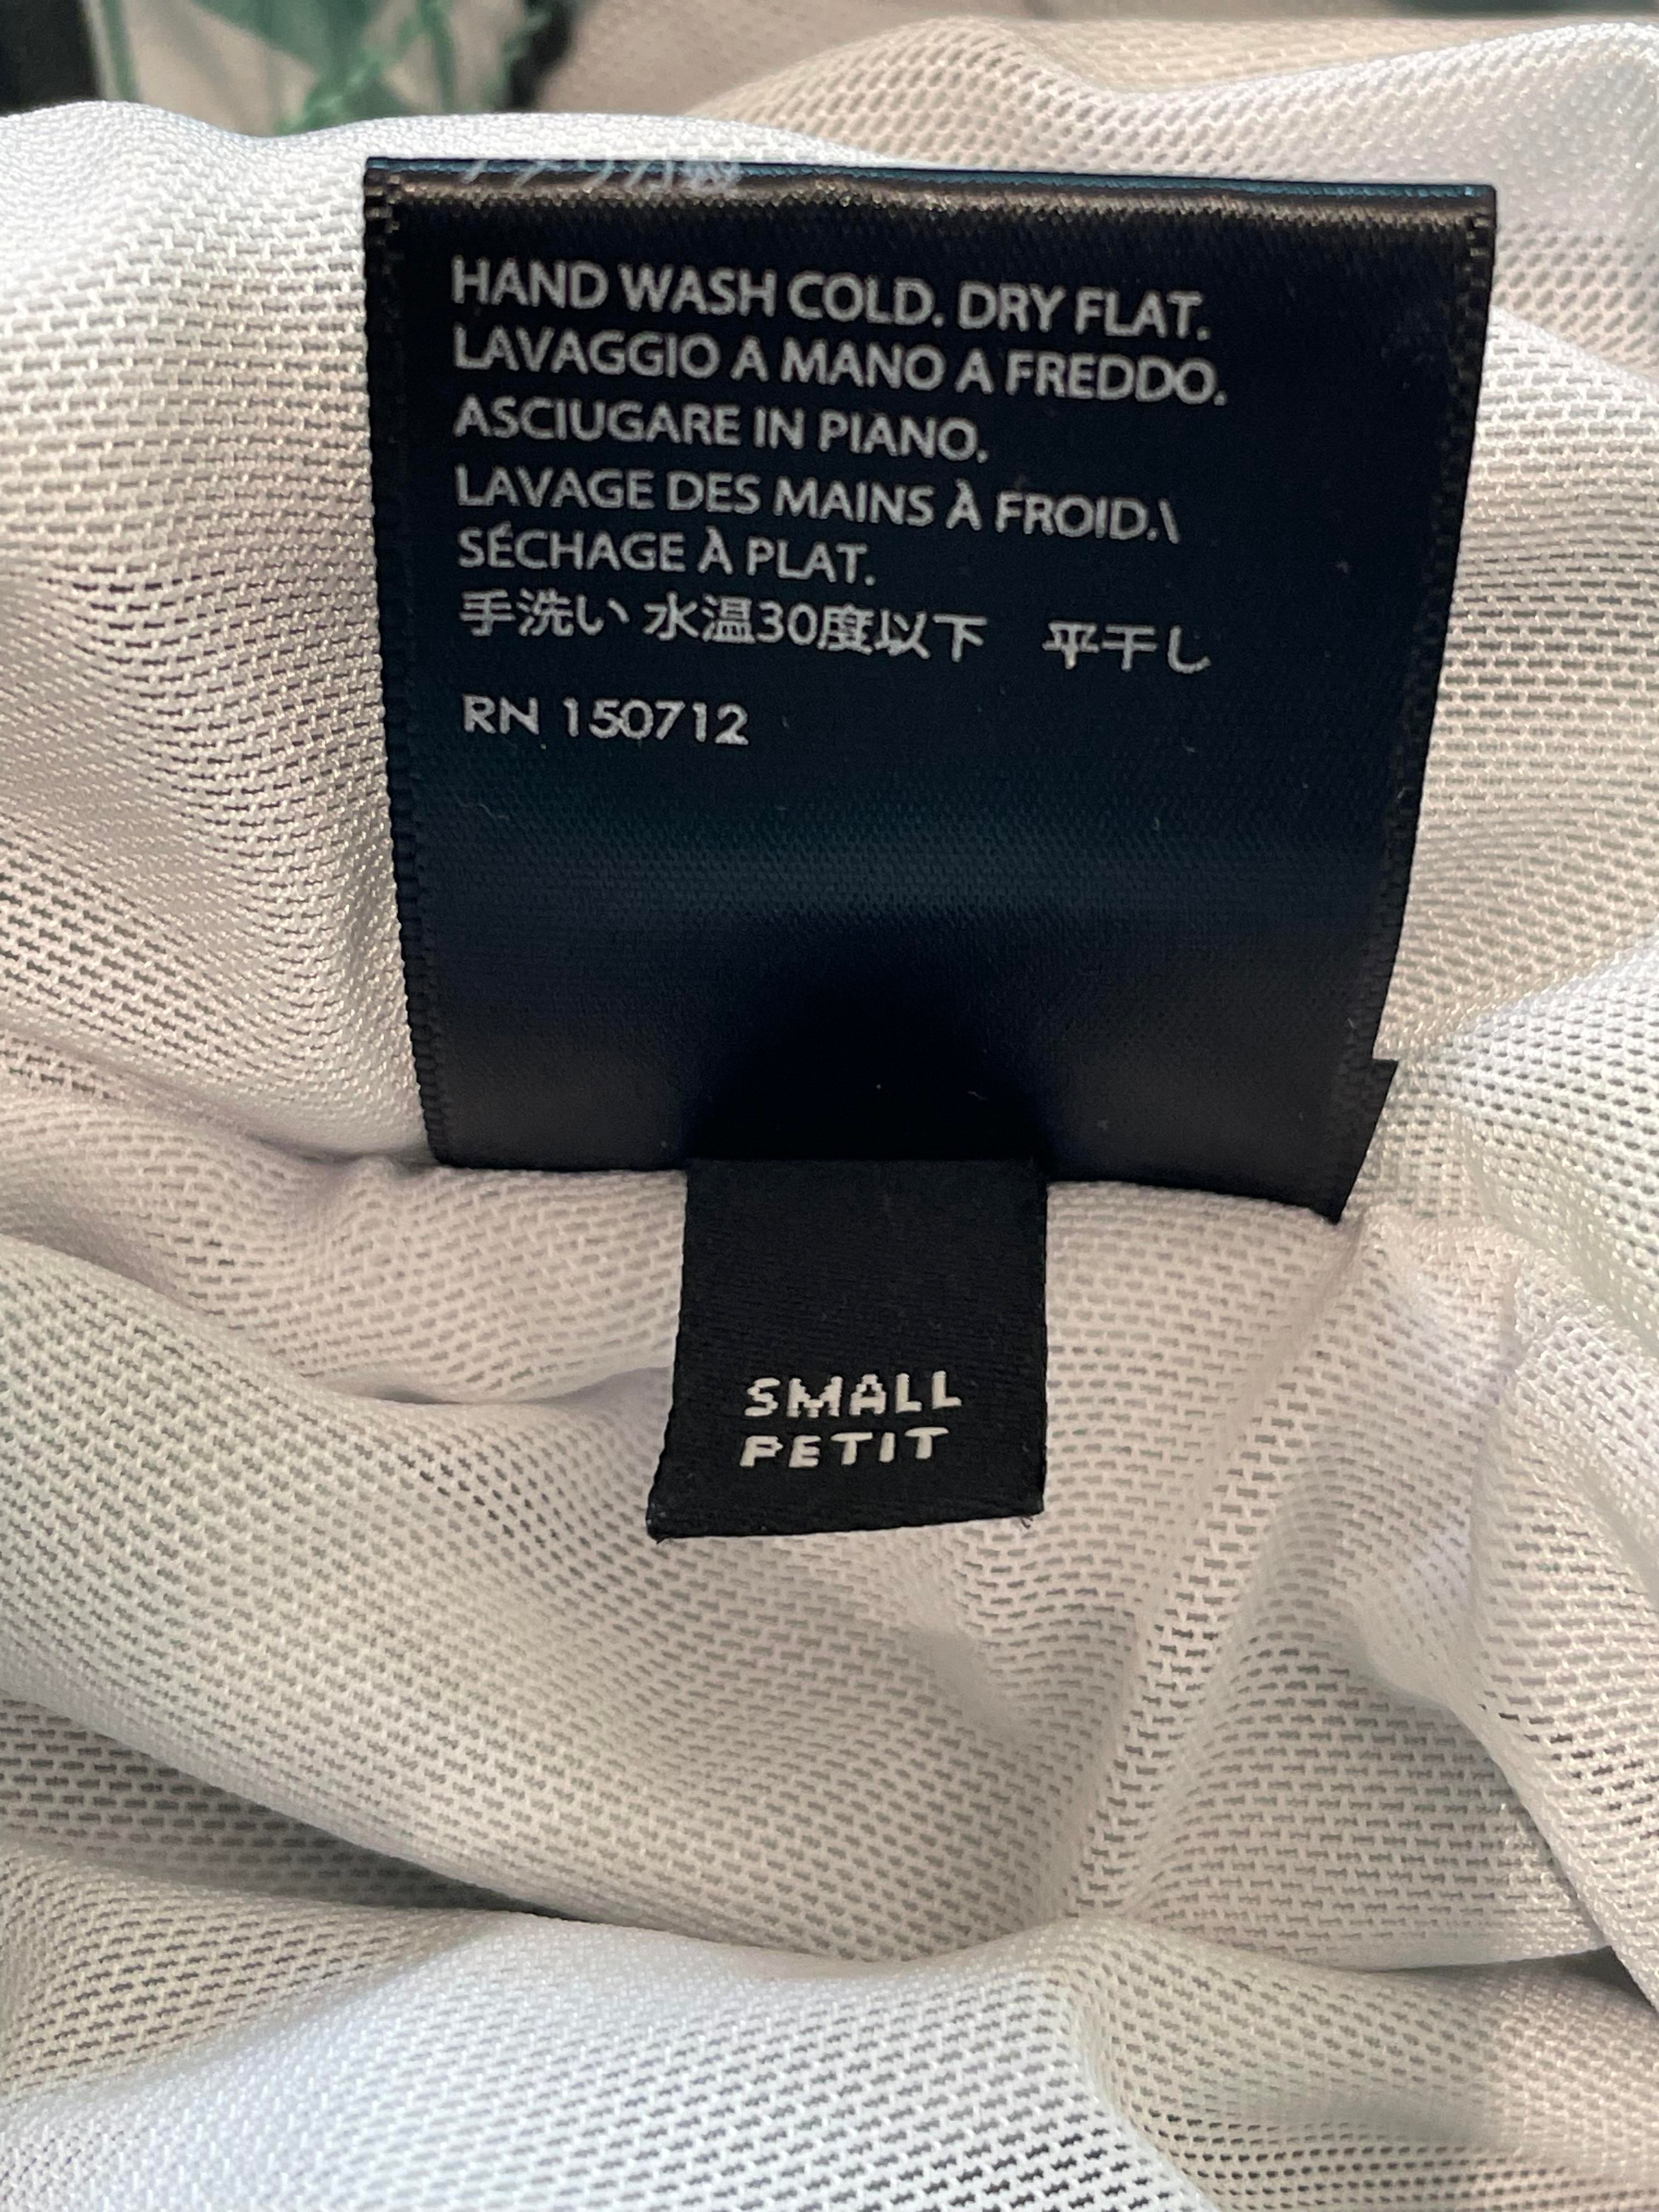 HAND WASH COLD. DRY FLAT.
LAVAGGIO A MANO A FREDDO.
ASCIUGARE IN PIANO.
LAVAGE DES MAINS À FROID.\
SÉCHAGE À PLAT.
手洗い 水温30度以下　平干し
RN 150712
SMALL
PETIT